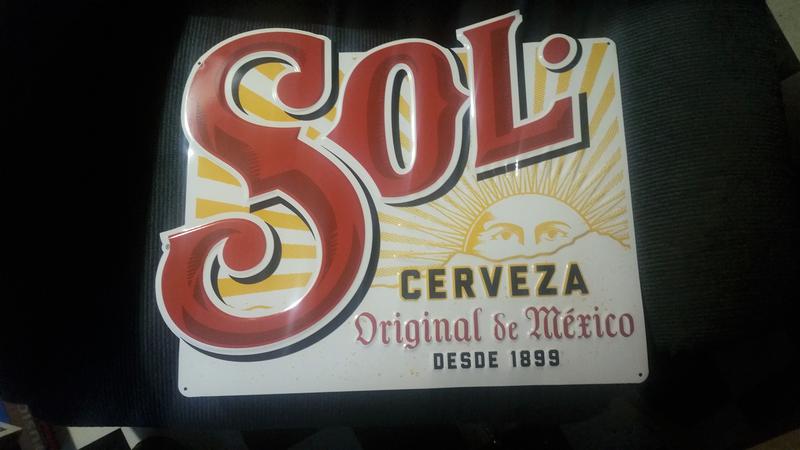 SOL.
CERVEZA
Original de México
DESDE 1899